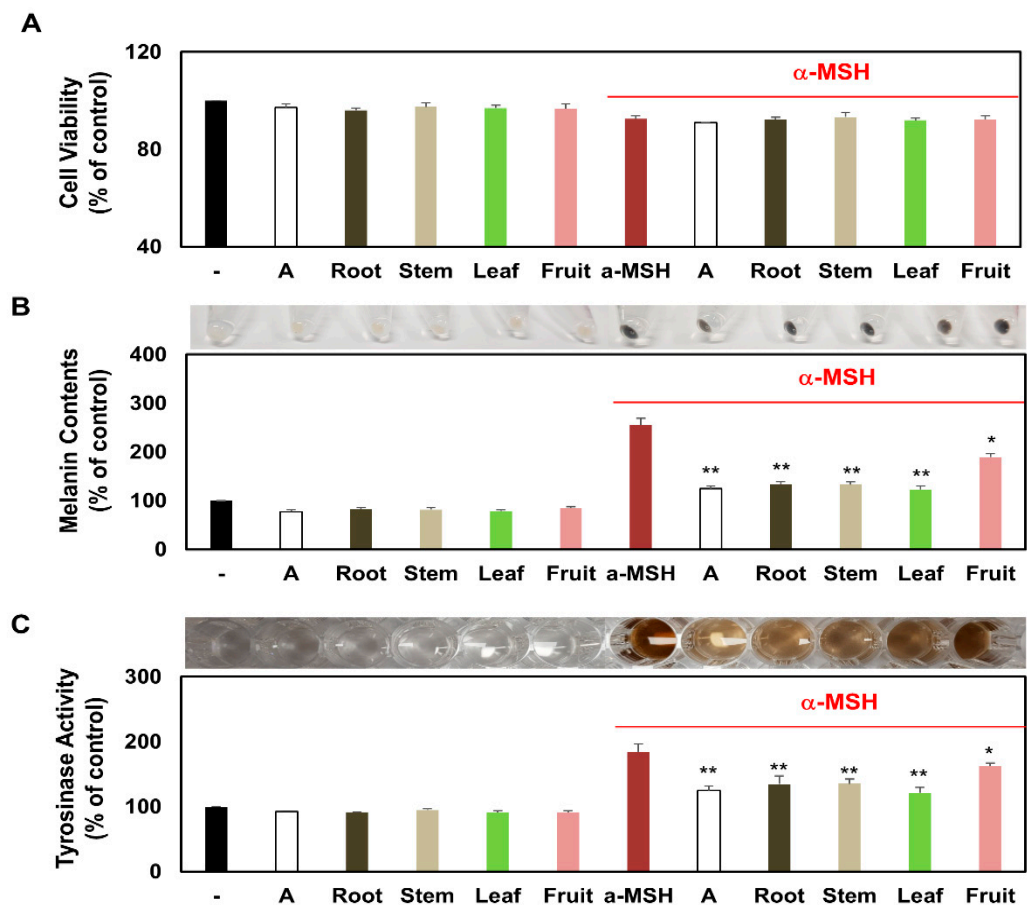 A
Cell Viability
(% of control)
120
80
40
α-MSH
- A Root Stem Leaf Fruit a-MSH A Root Stem Leaf Fruit
B
Melanin Contents
(% of control)
400
300
200
100
0
α-MSH
** ** ** ** *
- A Root Stem Leaf Fruit a-MSH A Root Stem Leaf Fruit
C
Tyrosinase Activity
(% of control)
300
200
100
0
α-MSH
** ** ** ** *
- A Root Stem Leaf Fruit a-MSH A Root Stem Leaf Fruit